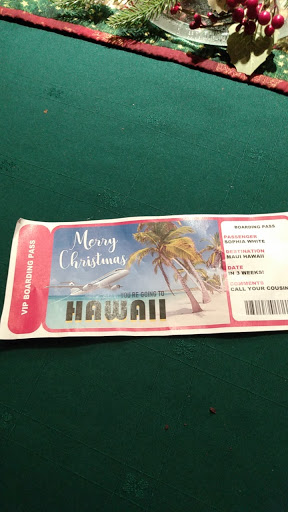 VIP BOARDING PASS
Merry
Christmas
YOU'RE GOING TO
HAWAII
BOARDING PASS
PASSENGER
SOPHIA WHITE
DESTINATION
MAUI HAWAII
DATE
IN 3 WEEKS!
COMMENTS
CALL YOUR COUSIN